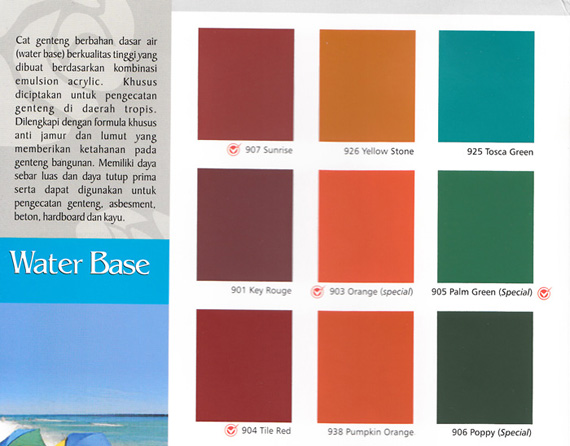 Cat genteng berbahan dasar air
(water base) berkualitas tinggi yang
dibuat berdasarkan kombinasi
emulsion acrylic. Khusus
diciptakan untuk pengecatan
genteng di daerah tropis.
Dilengkapi dengan formula khusus
anti jamur dan lumut yang
memberikan ketahanan pada
genteng bangunan. Memiliki daya
sebar luas dan daya tutup prima
serta dapat digunakan untuk
pengecatan genteng, asbesment,
beton, hardboard dan kayu.
Water Base
907 Sunrise
926 Yellow Stone
925 Tosca Green
901 Key Rouge
903 Orange (special)
905 Palm Green (Special)
904 Tile Red
938 Pumpkin Orange
906 Poppy (Special)